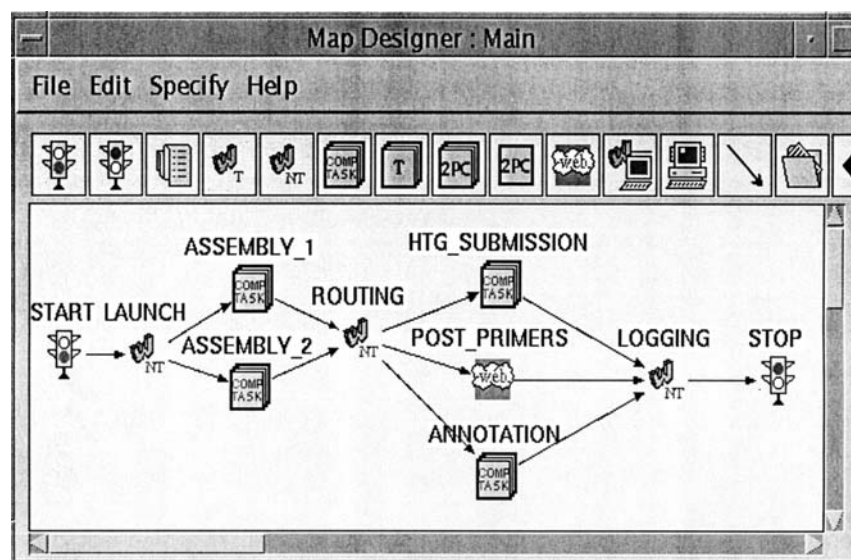 Map Designer : Main
File Edit Specify Help
T
NT
COMP
TASK
T
2PC
2PC
web
ASSEMBLY_1
HTG_SUBMISSION
COMP
TASK
COMP
TASK
ROUTING
START LAUNCH
POST_PRIMERS
LOGGING
STOP
ASSEMBLY_2
NT
NT
web
NT
COMP
TASK
ANNOTATION
COMP
TASK